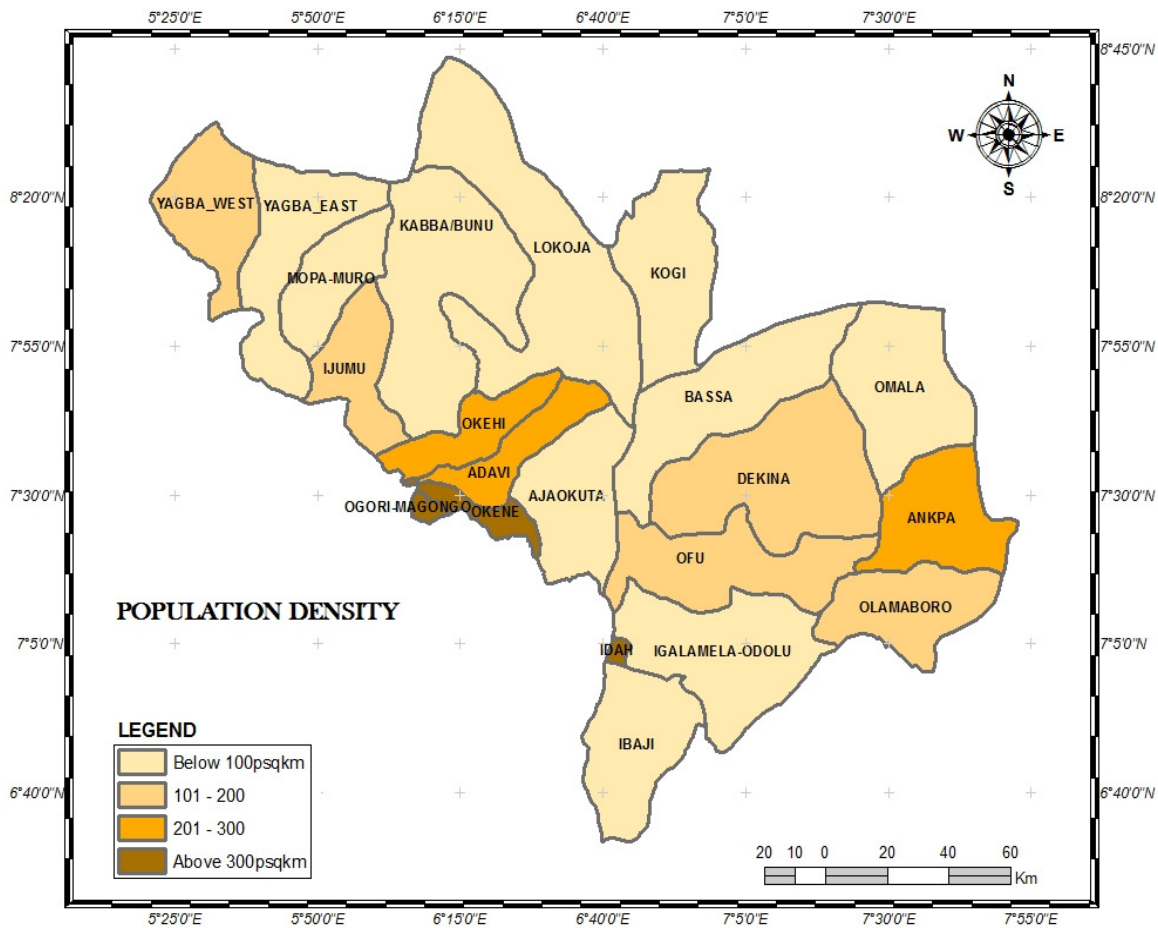 5°25'0"E 5°50'0"E 6°15'0"E 6°40'0"E 7°5'0"E 7°30'0"E
8°45'0"N 8°45'0"N
N
W E
S
8°20'0"N 8°20'0"N
YAGBA_WEST YAGBA_EAST
KABBA/BUNU
LOKOJA
MOPA-MURO KOGI
7°55'0"N 7°55'0"N
IJUMU
OMALA
BASSA
OKEHI
ADAVI DEKINA
7°30'0"N 7°30'0"N
OGORI-MAGONGO OKENE AJAOKUTA
ANKPA
OFU
OLAMABORO
POPULATION DENSITY
7°5'0"N 7°5'0"N
IDAH IGALAMELA-ODOLU
LEGEND
IBAJI
Below 100psqkm
6°40'0"N 6°40'0"N
101 - 200
201 - 300
Above 300psqkm
20 10 0 20 40 60
Km
5°25'0"E 5°50'0"E 6°15'0"E 6°40'0"E 7°5'0"E 7°30'0"E 7°55'0"E